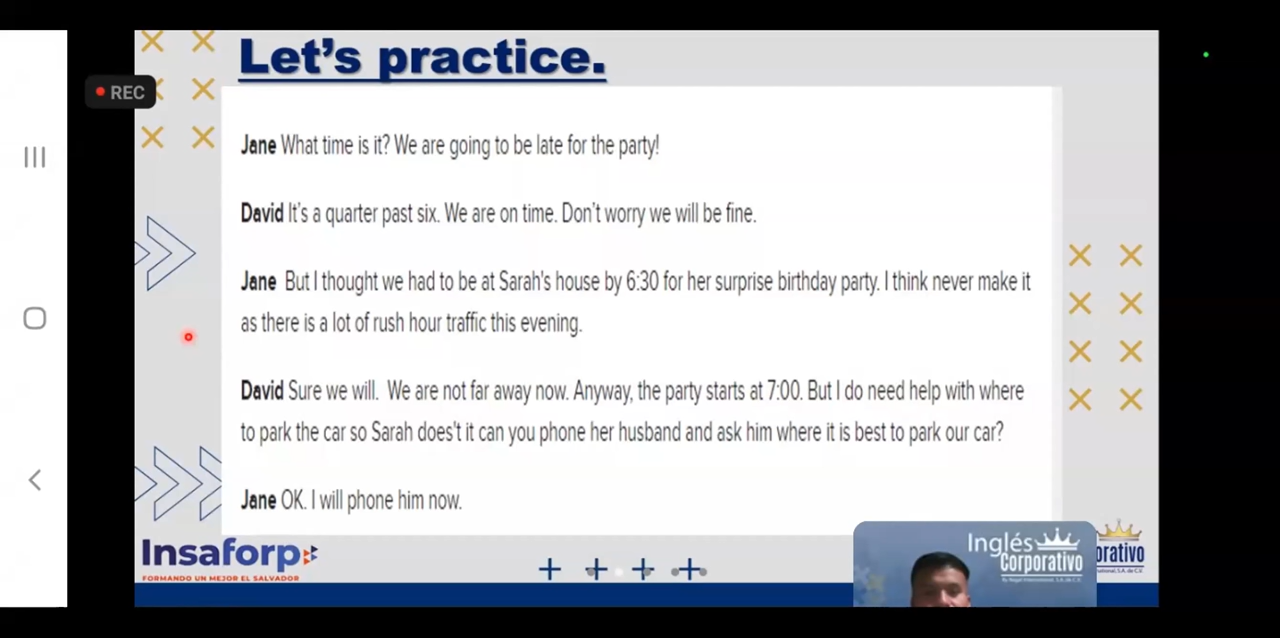 Let's practice.
REC
Jane What time is it? We are going to be late for the party!
David It's a quarter past six. We are on time. Don't worry we will be fine.
Jane But I thought we had to be at Sarah's house by 6:30 for her surprise birthday party. I think never make it
as there is a lot of rush hour traffic this evening.
David Sure we will. We are not far away now. Anyway, the party starts at 7:00. But I do need help with where
to park the car so Sarah does't it can you phone her husband and ask him where it is best to park our car?
Jane OK. I will phone him now.
Insaforp
FORMANDO UN MEJOR EL SALVADOR
Inglés
Corporativo
orativo